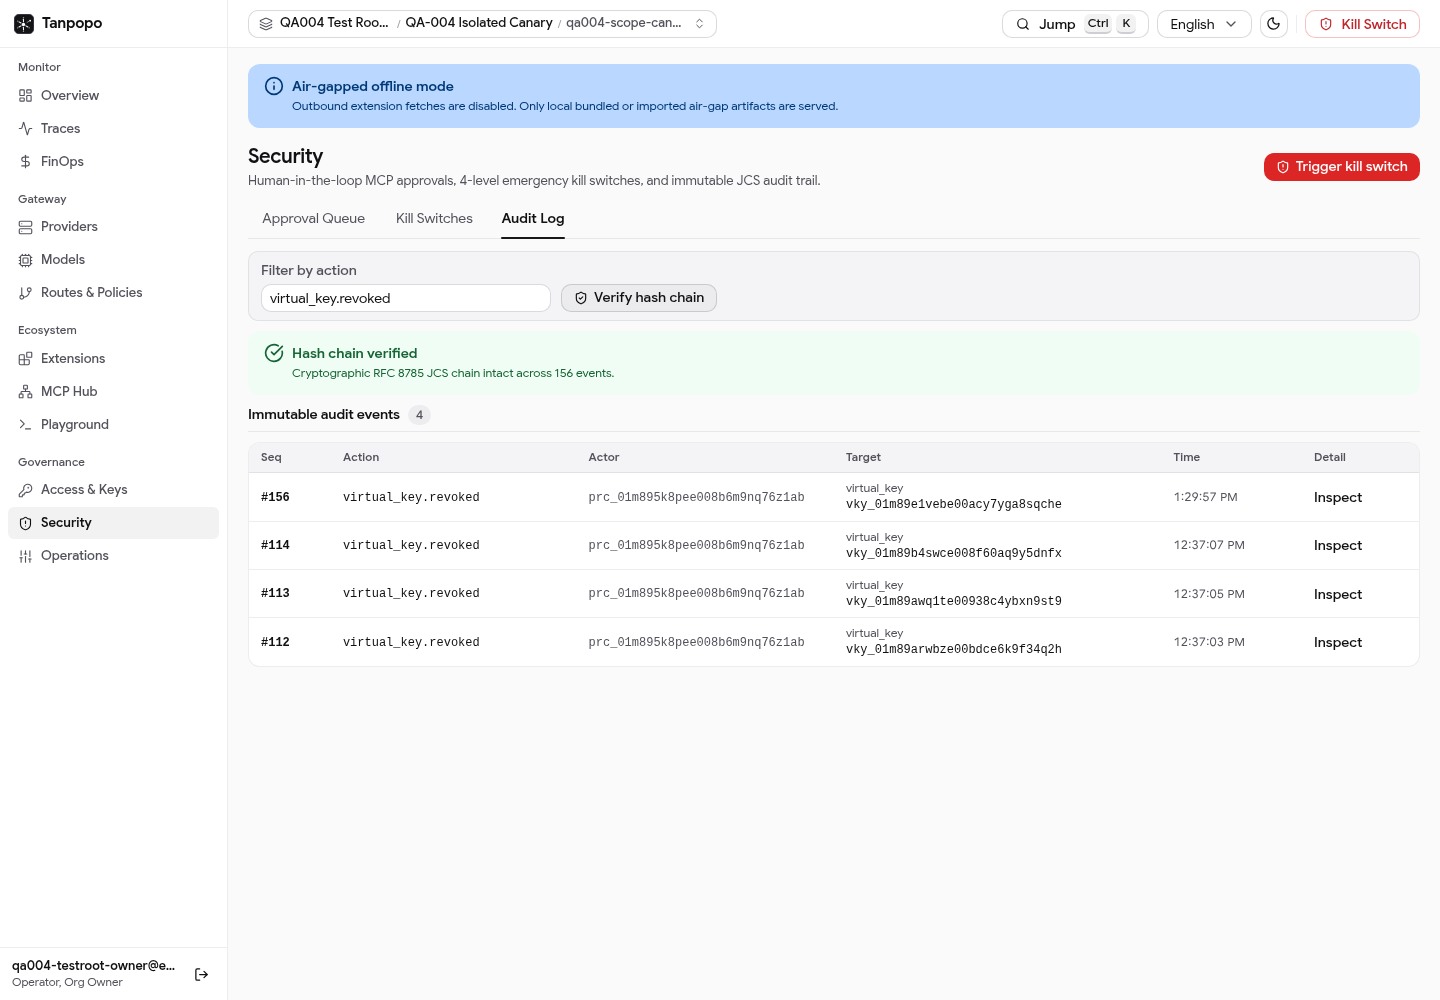 Tanpopo
QA004 Test Roo... / QA-004 Isolated Canary / qa004-scope-can...
Jump Ctrl K
English
Kill Switch
Monitor
Overview
Traces
FinOps
Gateway
Providers
Models
Routes & Policies
Ecosystem
Extensions
MCP Hub
Playground
Governance
Access & Keys
Security
Operations
qa004-testroot-owner@e...
Operator, Org Owner
Air-gapped offline mode
Outbound extension fetches are disabled. Only local bundled or imported air-gap artifacts are served.
Security
Human-in-the-loop MCP approvals, 4-level emergency kill switches, and immutable JCS audit trail.
Trigger kill switch
Approval Queue Kill Switches Audit Log
Filter by action
virtual_key.revoked
Verify hash chain
Hash chain verified
Cryptographic RFC 8785 JCS chain intact across 156 events.
Immutable audit events 4
Seq Action Actor Target Time Detail
#156 virtual_key.revoked prc_01m895k8pee008b6m9nq76z1ab virtual_key 1:29:57 PM Inspect
vky_01m89e1vebe00acy7yga8sqche
#114 virtual_key.revoked prc_01m895k8pee008b6m9nq76z1ab virtual_key 12:37:07 PM Inspect
vky_01m89b4swce008f60aq9y5dnfx
#113 virtual_key.revoked prc_01m895k8pee008b6m9nq76z1ab virtual_key 12:37:05 PM Inspect
vky_01m89awq1te00938c4ybxn9st9
#112 virtual_key.revoked prc_01m895k8pee008b6m9nq76z1ab virtual_key 12:37:03 PM Inspect
vky_01m89arwbze00bdce6k9f34q2h